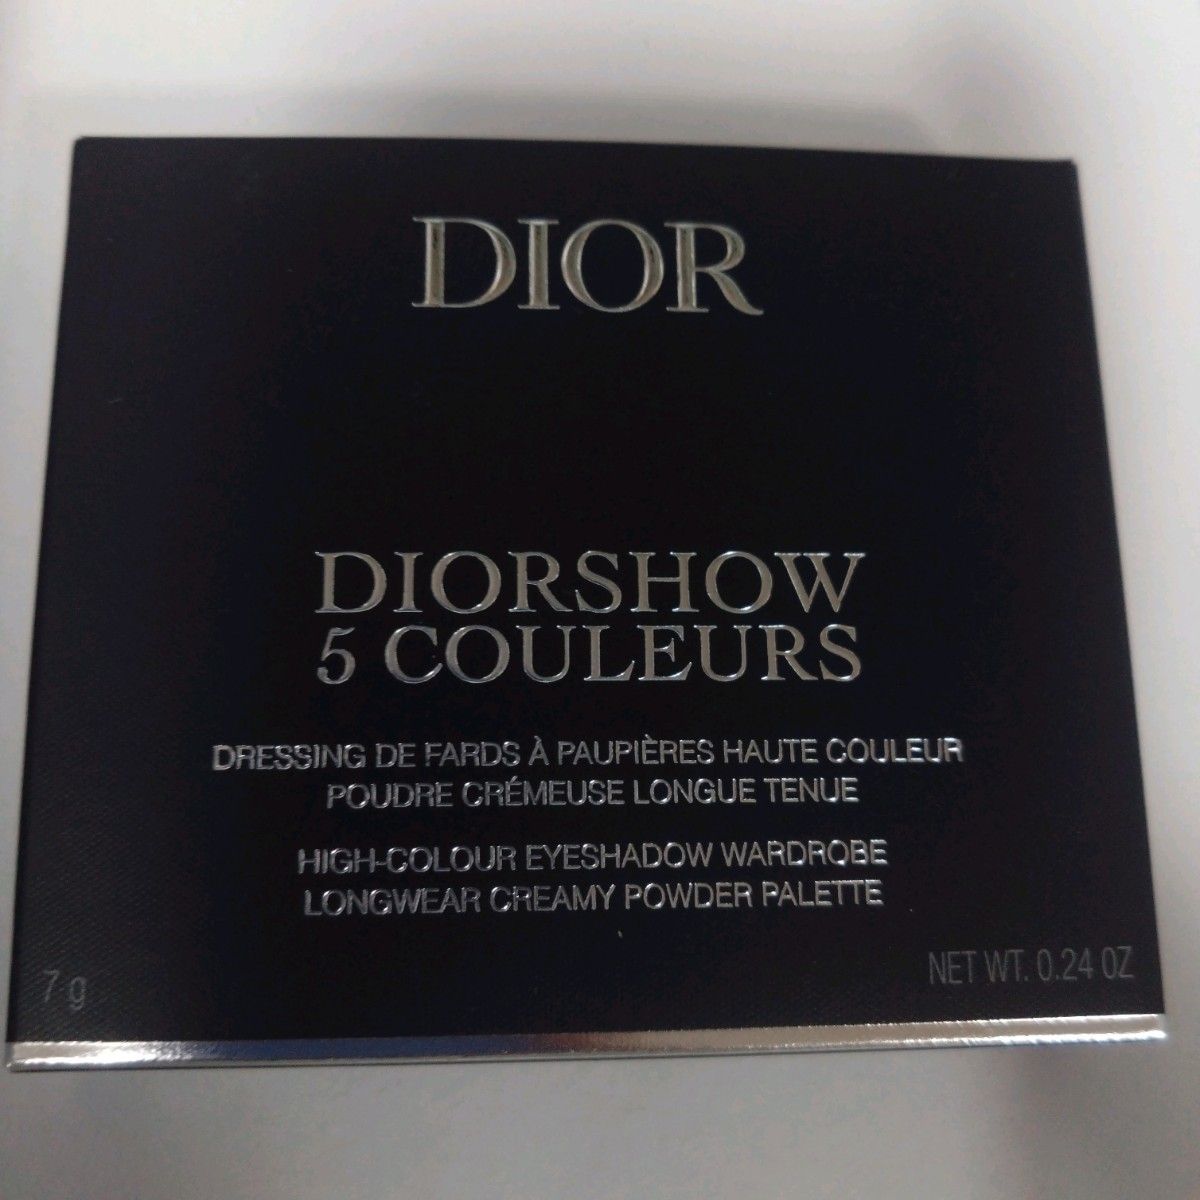 DIOR
DIORSHOW
5 COULEURS
DRESSING DE FARDS À PAUPIÈRES HAUTE COULEUR
POUDRE CRÉMEUSE LONGUE TENUE
HIGH-COLOUR EYESHADOW WARDROBE
LONGWEAR CREAMY POWDER PALETTE
7 g
NET WT. 0.24 OZ